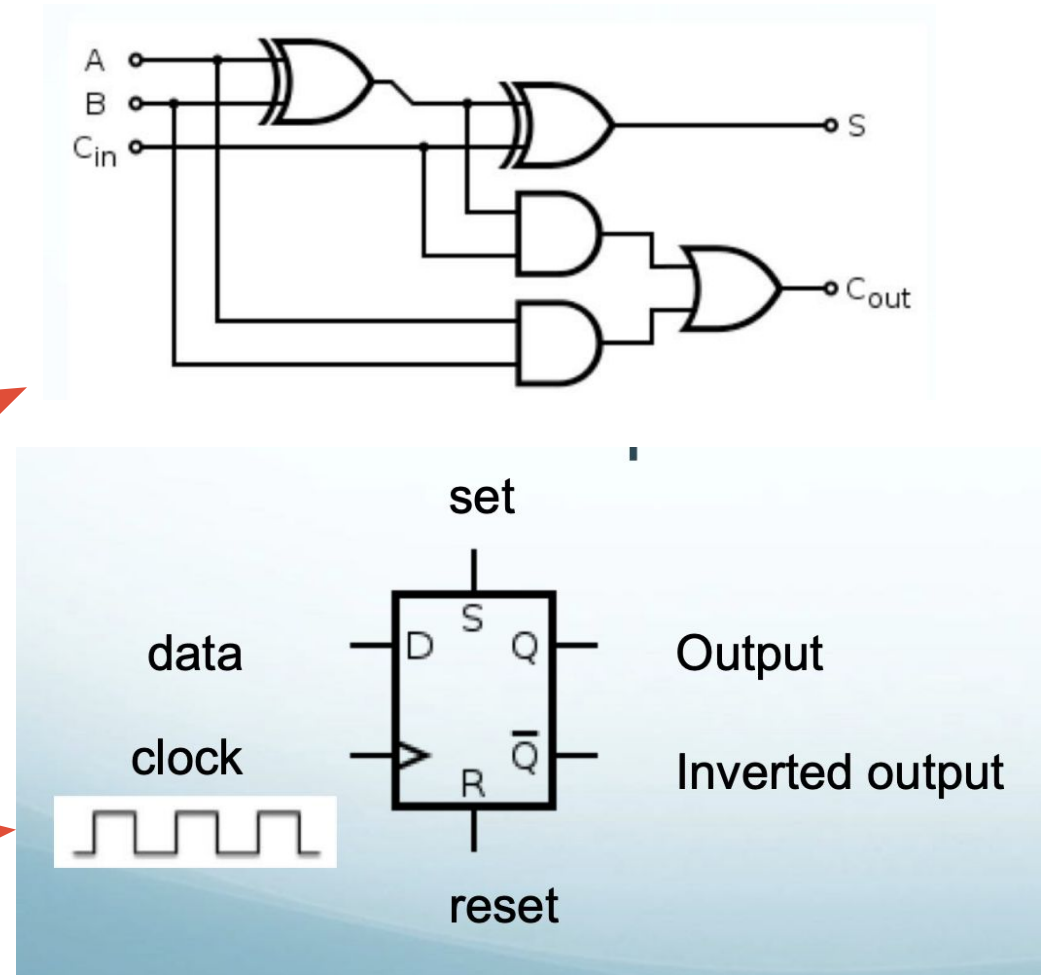 A
B
Cin
S
Cout
set
S
data
D
Q
Output
clock
Q̅
Inverted output
R
reset